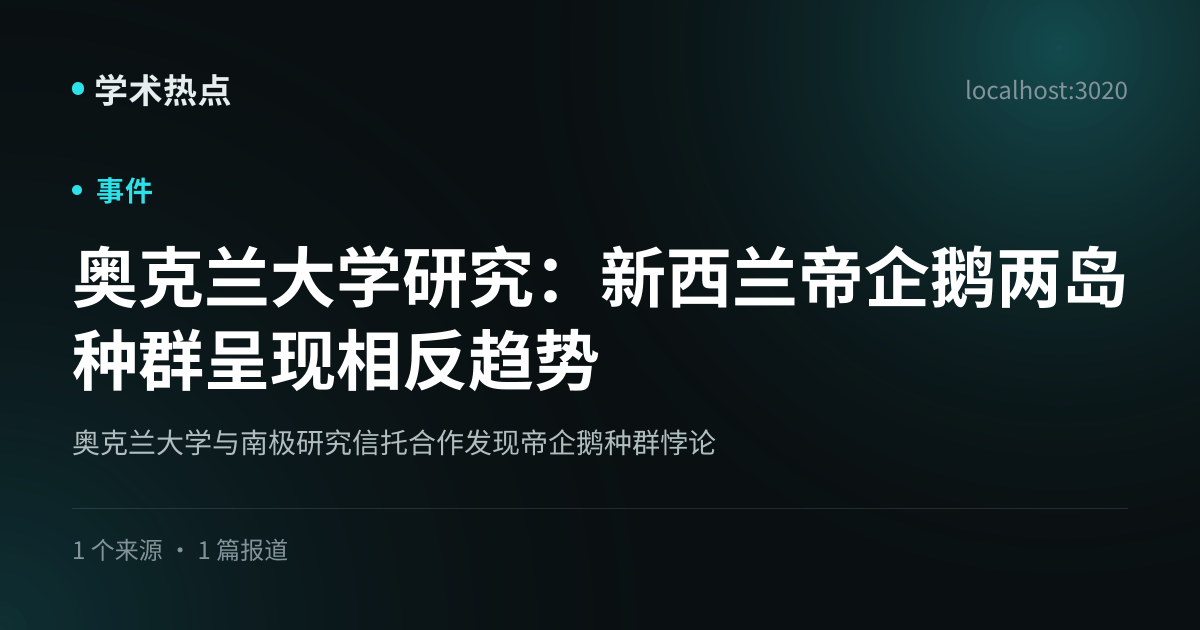 学术热点
localhost:3020
事件
奥克兰大学研究：新西兰帝企鹅两岛
种群呈现相反趋势
奥克兰大学与南极研究信托合作发现帝企鹅种群悖论
1 个来源 · 1 篇报道